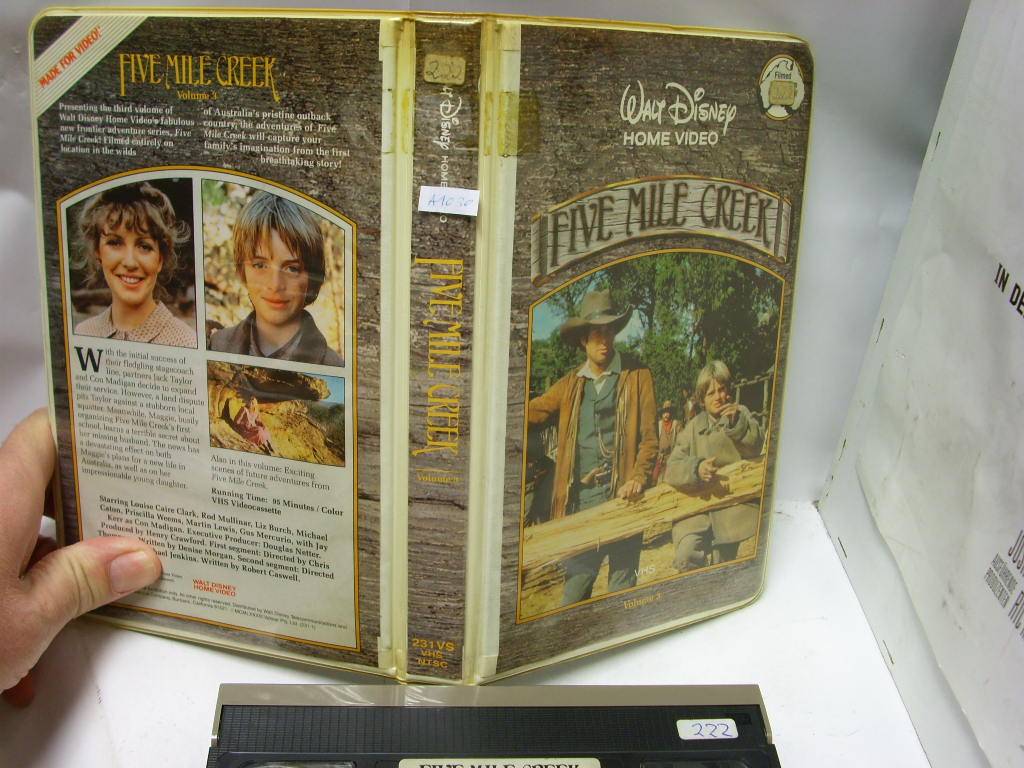 MADE FOR VIDEO!
FIVE MILE CREEK
Volume 3
Presenting the third volume of
Walt Disney Home Video's fabulous
new frontier adventure series, Five
Mile Creek! Filmed entirely on
location in the wilds
of Australia's pristine outback
country, the adventures of Five
Mile Creek will capture your
family's imagination from the first
breathtaking story!
With the initial success of
their fledgling stagecoach
line, partners Jack Taylor
and Con Madigan decide to expand
their service. However, a land dispute
pits Taylor against a stubborn local
squatter. Meanwhile, Maggie, busily
organizing Five Mile Creek's first
school, learns a terrible secret about
her missing husband. The news has
a devastating effect on both
Maggie's plans for a new life in
Australia, as well as on her
impressionable young daughter.
Also in this volume: Exciting
scenes of future adventures from
Five Mile Creek.
Running Time: 95 Minutes / Color
VHS Videocassette
Starring Louise Caire Clark, Rod Mullinar, Liz Burch, Michael
Caton, Priscilla Weems, Martin Lewis, Gus Mercurio, with Jay
Kerr as Con Madigan. Executive Producer: Douglas Netter.
Produced by Henry Crawford. First segment: Directed by Chris
Written by Denise Morgan. Second segment: Directed
Jenkins. Written by Robert Caswell.
WALT DISNEY
HOME VIDEO
222
Disney HOME
A1030
FIVE MILE CREEK
Volume 3
231VS
VHS
NTSC
Filmed
Walt Disney
HOME VIDEO
FIVE MILE CREEK
VHS
Volume 3
222
FIVE MILE CREEK
IN DE